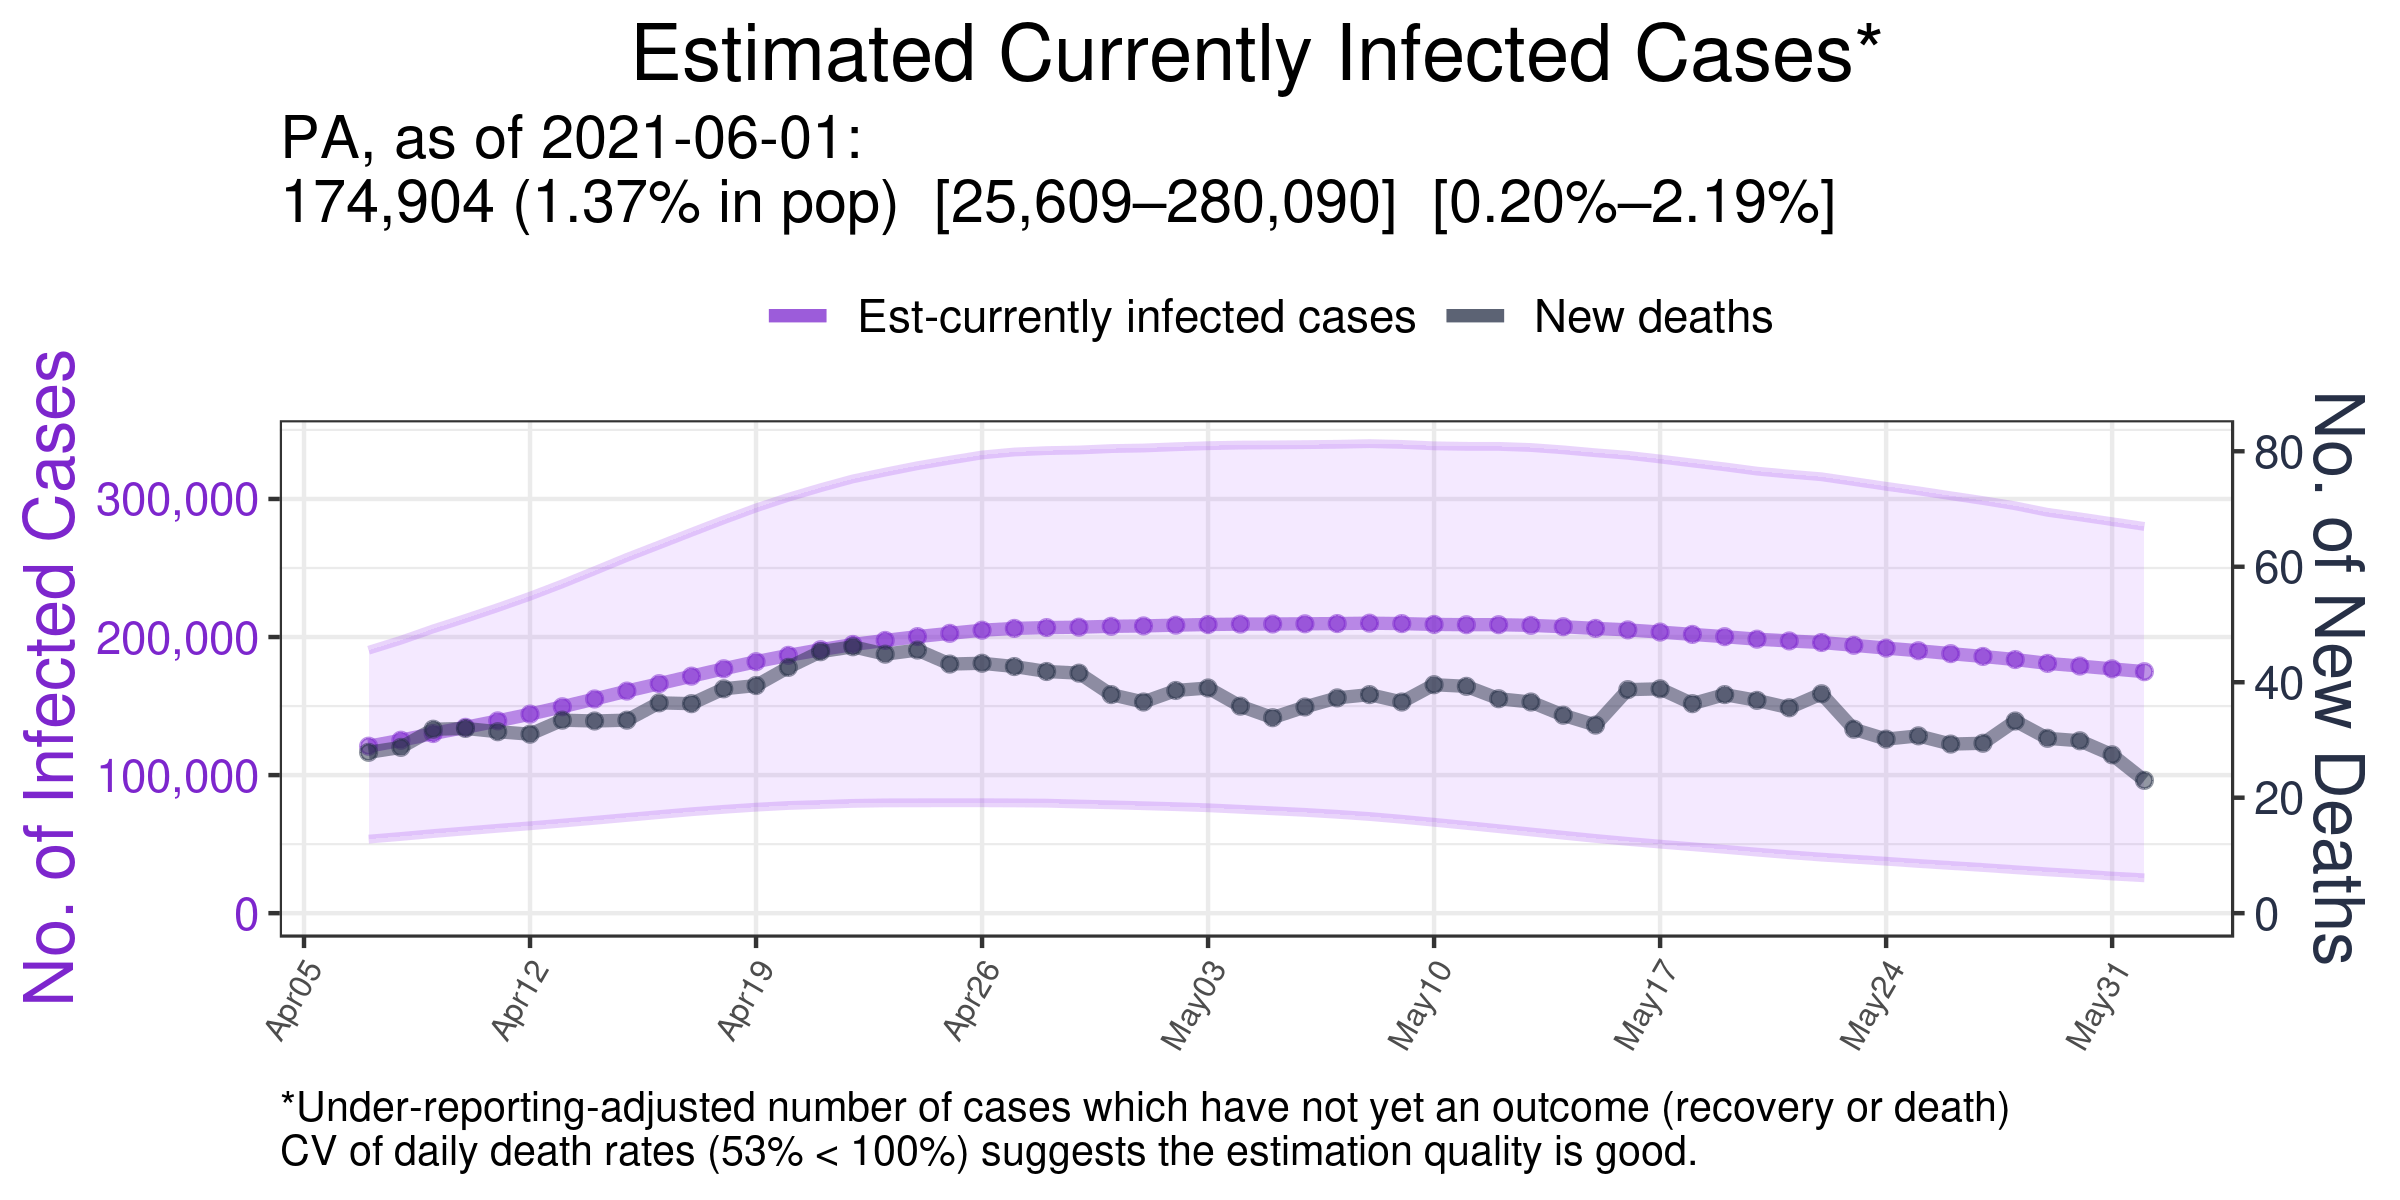 Estimated Currently Infected Cases*
PA, as of 2021-06-01:
174,904 (1.37% in pop)  [25,609–280,090]  [0.20%–2.19%]
Est-currently infected cases
New deaths
No. of Infected Cases
300,000
200,000
100,000
0
80
60
40
20
0
No. of New Deaths
Apr05
Apr12
Apr19
Apr26
May03
May10
May17
May24
May31
*Under-reporting-adjusted number of cases which have not yet an outcome (recovery or death)
CV of daily death rates (53% < 100%) suggests the estimation quality is good.